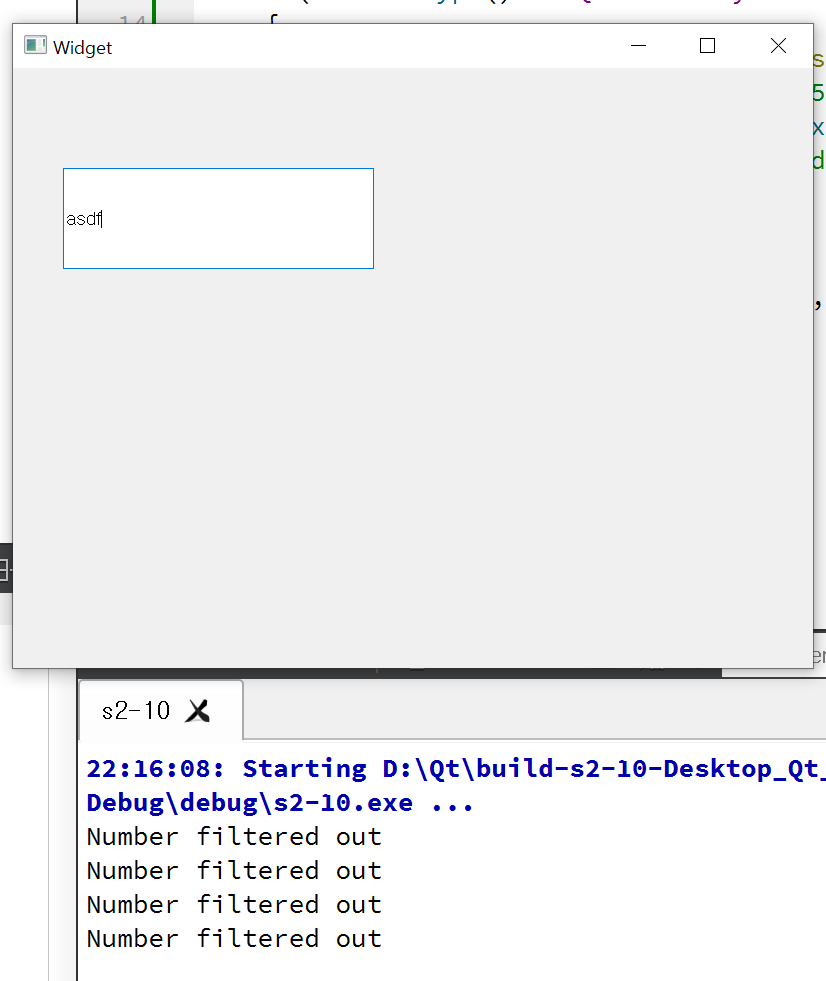 14
Widget
asdf
s2-10
22:16:08: Starting D:\Qt\build-s2-10-Desktop_Qt_
Debug\debug\s2-10.exe ...
Number filtered out
Number filtered out
Number filtered out
Number filtered out